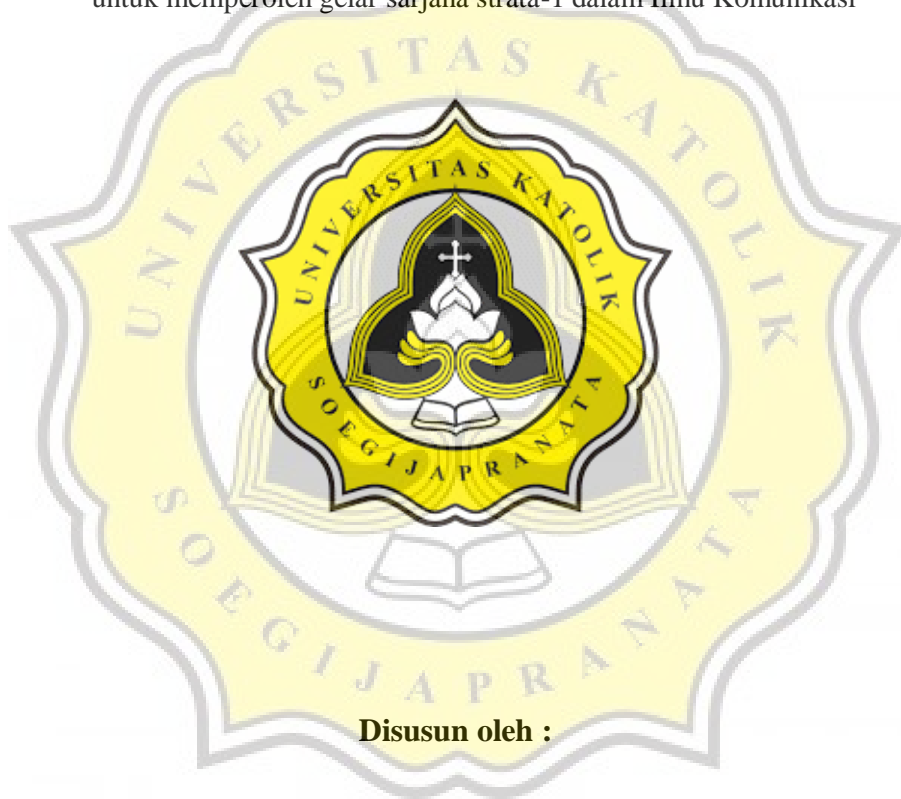 untuk memperoleh gelar sarjana strata-1 dalam Ilmu Komunikasi
UNIVERSITAS KATOLIK
SOEGIJAPRANATA
UNIVERSITAS KATOLIK
SOEGIJAPRANATA
Disusun oleh :